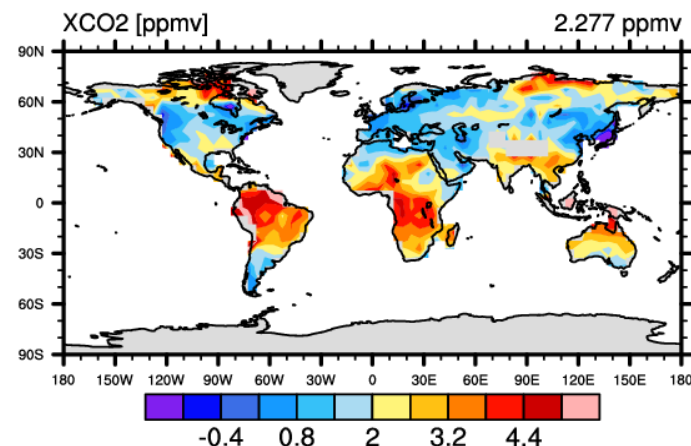 XCO2 [ppmv] 2.277 ppmv
90N
60N
30N
0
30S
60S
90S
180 150W 120W 90W 60W 30W 0 30E 60E 90E 120E 150E 180
-0.4 0.8 2 3.2 4.4